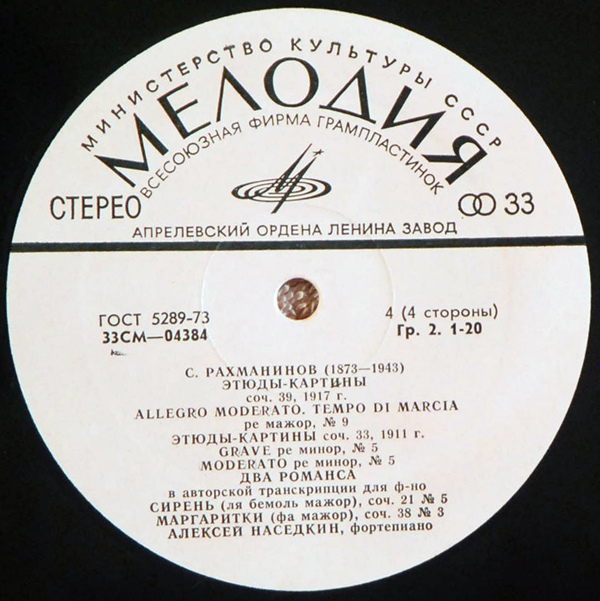 МИНИСТЕРСТВО КУЛЬТУРЫ СССР
МЕЛОДИЯ
ВСЕСОЮЗНАЯ ФИРМА ГРАМПЛАСТИНОК
СТЕРЕО
33
АПРЕЛЕВСКИЙ ОРДЕНА ЛЕНИНА ЗАВОД
ГОСТ 5289-73
4 (4 стороны)
33СМ—04384
Гр. 2. 1-20
С. РАХМАНИНОВ (1873—1943)
ЭТЮДЫ-КАРТИНЫ
соч. 39, 1917 г.
ALLEGRO MODERATO. TEMPO DI MARCIA
ре мажор, № 9
ЭТЮДЫ-КАРТИНЫ соч. 33, 1911 г.
GRAVE ре минор, № 5
MODERATO ре минор, № 5
ДВА РОМАНСА
в авторской транскрипции для ф-но
СИРЕНЬ (ля бемоль мажор), соч. 21 № 5
МАРГАРИТКИ (фа мажор), соч. 38 № 3
АЛЕКСЕЙ НАСЕДКИН, фортепиано